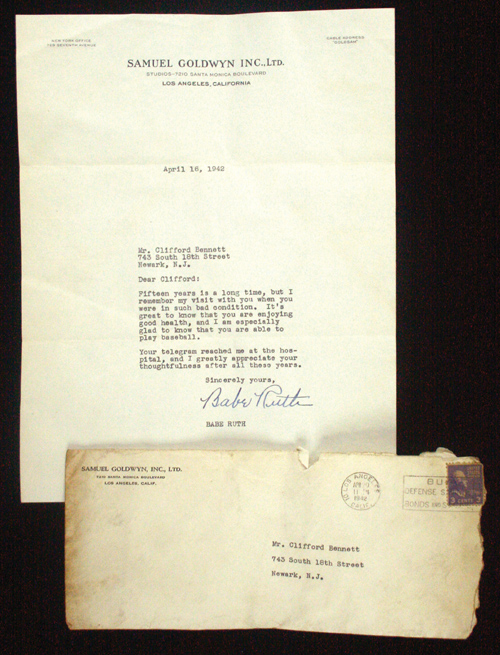 NEW YORK OFFICE
729 SEVENTH AVENUE
CABLE ADDRESS
"GOLDSAM"
SAMUEL GOLDWYN INC., LTD.
STUDIOS-7210 SANTA MONICA BOULEVARD
LOS ANGELES, CALIFORNIA
April 16, 1942
Mr. Clifford Bennett
743 South 18th Street
Newark, N.J.
Dear Clifford:
Fifteen years is a long time, but I
remember my visit with you when you
were in such bad condition. It's
great to know that you are enjoying
good health, and I am especially
glad to know that you are able to
play baseball.
Your telegram reached me at the hos-
pital, and I greatly appreciate your
thoughtfulness after all these years.
Sincerely yours,
Babe Ruth
BABE RUTH
SAMUEL GOLDWYN, INC., LTD.
7210 SANTA MONICA BOULEVARD
LOS ANGELES, CALIF.
LOS ANGELES
APR
1942
CALIF.
BUY
DEFENSE
BONDS
3 CENTS 3
Mr. Clifford Bennett
743 South 18th Street
Newark, N.J.